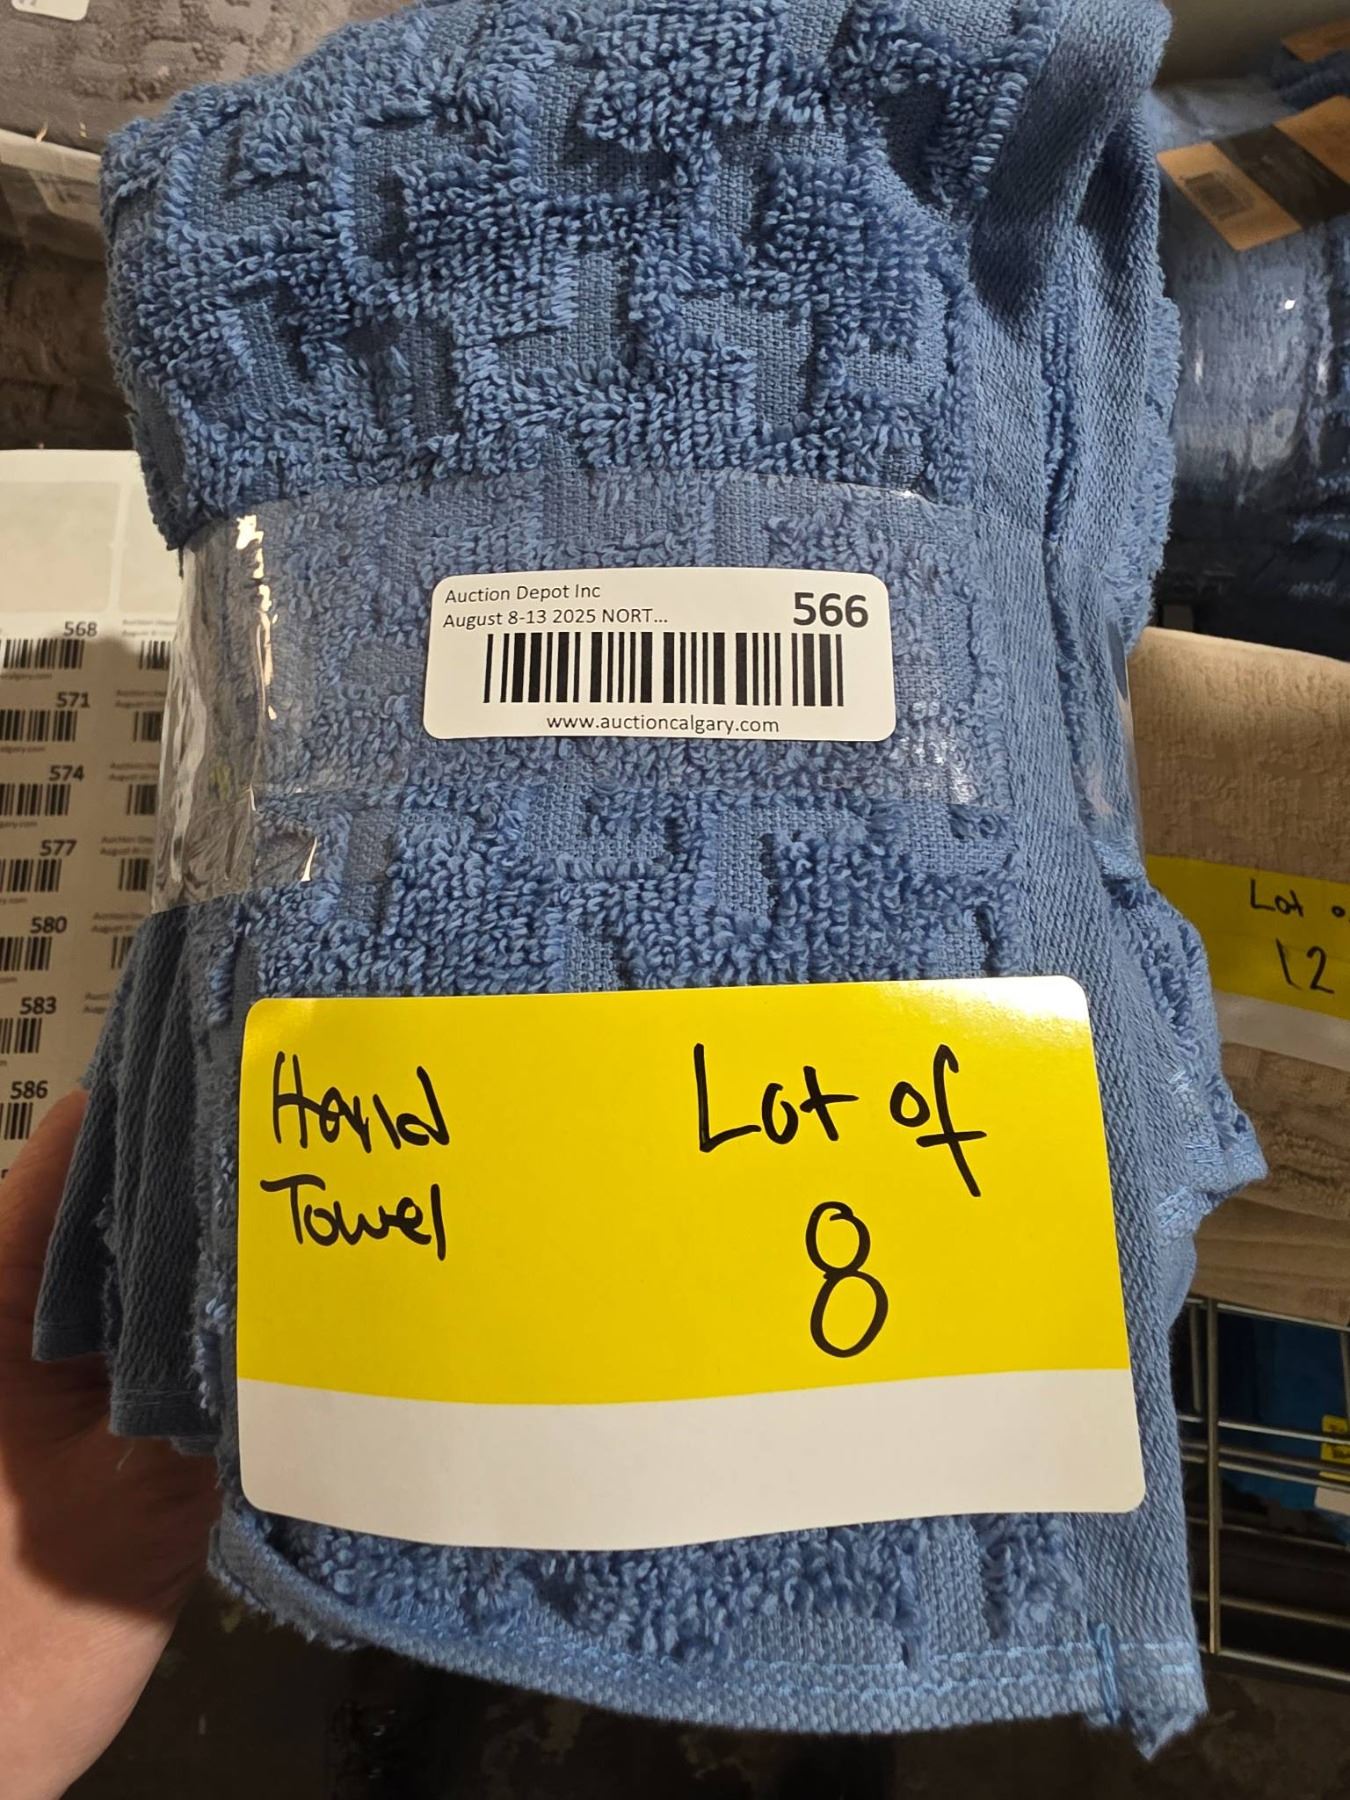 Auction Depot Inc
August 8-13 2025 NORT...
566
www.auctioncalgary.com
Hand
Towel
Lot of
8
568
571
574
577
580
583
586
Lot o
12